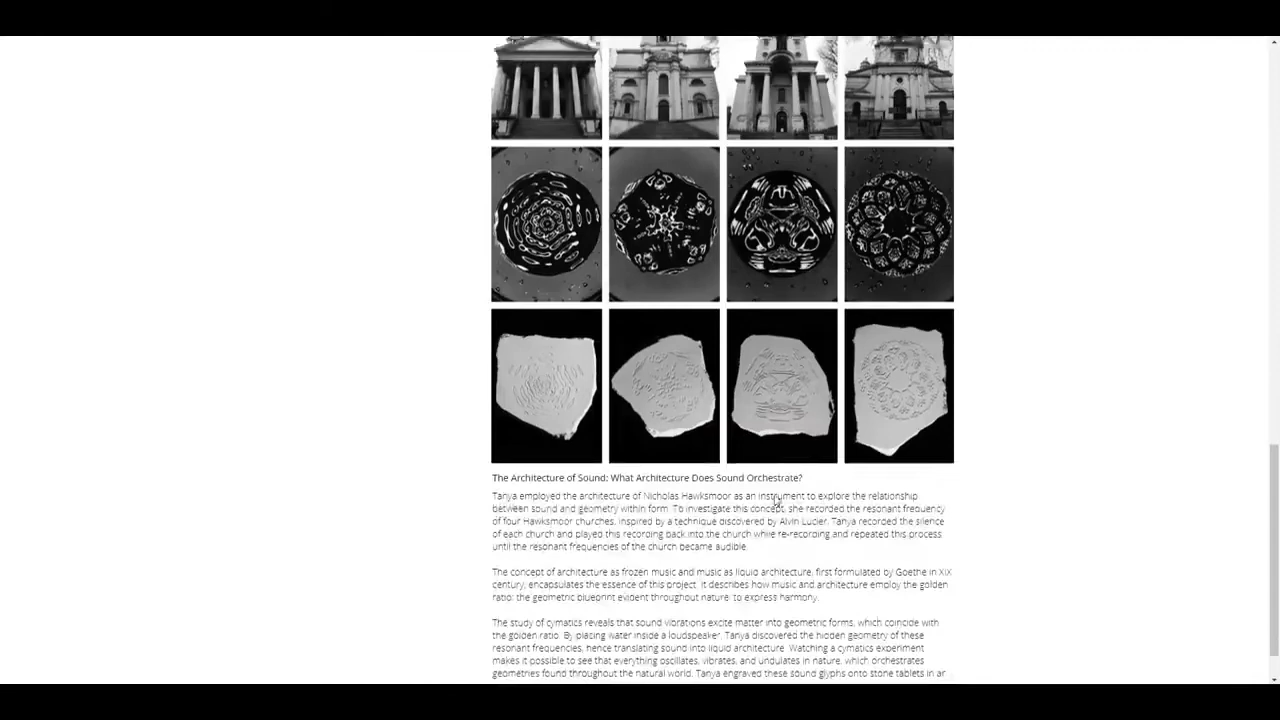 The Architecture of Sound: What Architecture Does Sound Orchestrate?
Tanya employed the architecture of Nicholas Hawksmoor as an instrument to explore the relationship
between sound and geometry within form. To investigate this concept, she recorded the resonant frequency
of four Hawksmoor churches, inspired by a technique discovered by Alvin Lucier. Tanya recorded the silence
of each church and played this recording back into the church while re-recording and repeated this process
until the resonant frequencies of the church became audible.
The concept of architecture as frozen music and music as liquid architecture, first formulated by Goethe in XIX
century, encapsulates the essence of this project. It describes how music and architecture employ the golden
ratio: the geometric blueprint evident throughout nature, to express harmony.
The study of cymatics reveals that sound vibrations excite matter into geometric forms, which coincide with
the golden ratio. By placing water inside a loudspeaker, Tanya discovered the hidden geometry of these
resonant frequencies, hence translating sound into liquid architecture. Watching a cymatics experiment
makes it possible to see that everything oscillates, vibrates, and undulates in nature, which orchestrates
geometries found throughout the natural world. Tanya engraved these sound glyphs onto stone tablets in ar